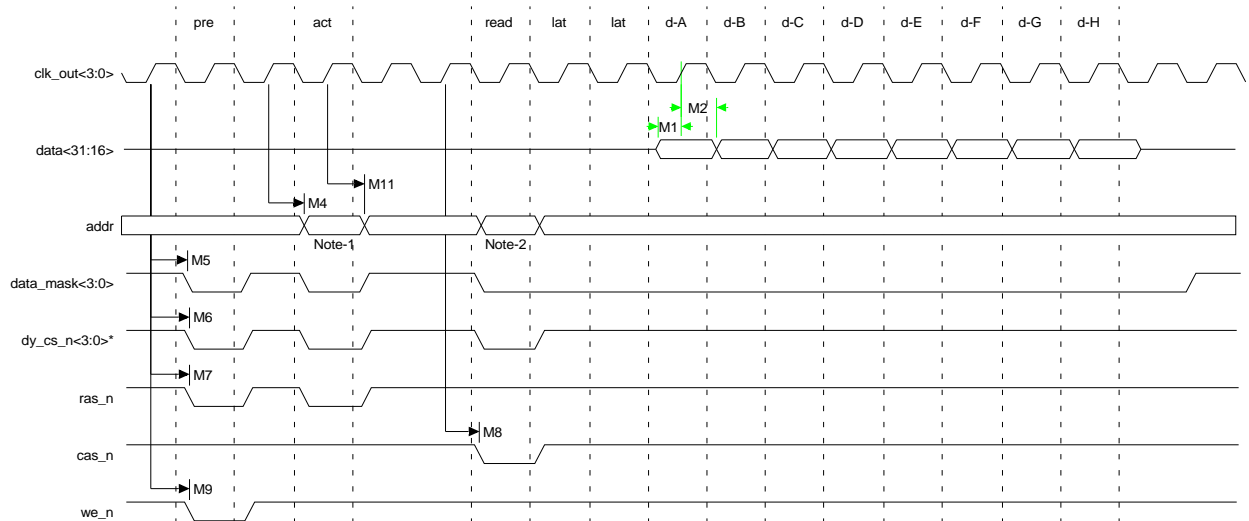 pre act read lat lat d-A d-B d-C d-D d-E d-F d-G d-H
clk_out<3:0>
M2
M1
data<31:16>
M11
M4
addr
Note-1 Note-2
M5
data_mask<3:0>
M6
dy_cs_n<3:0>*
M7
ras_n
M8
cas_n
M9
we_n